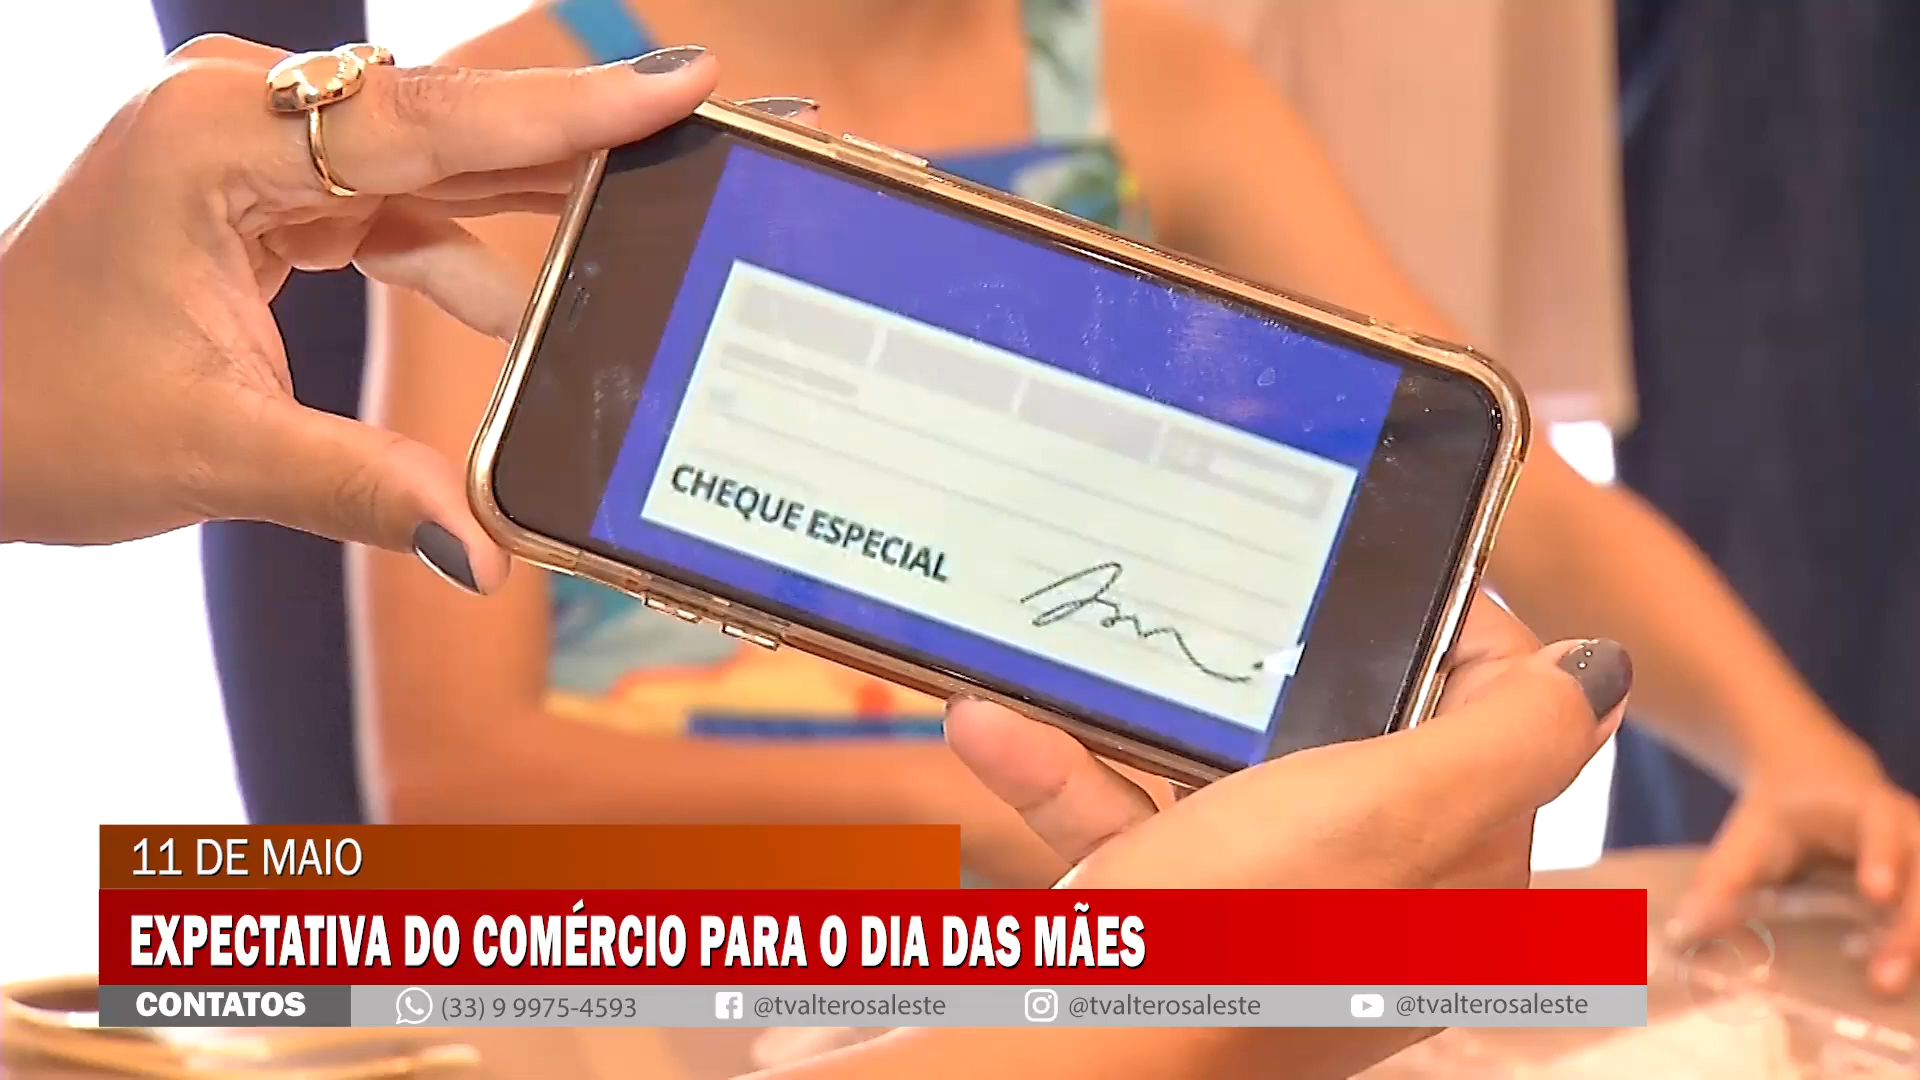 CHEQUE ESPECIAL
11 DE MAIO
EXPECTATIVA DO COMÉRCIO PARA O DIA DAS MÃES
CONTATOS (33) 9 9975-4593 @tvalterosaleste @tvalterosaleste @tvalterosaleste